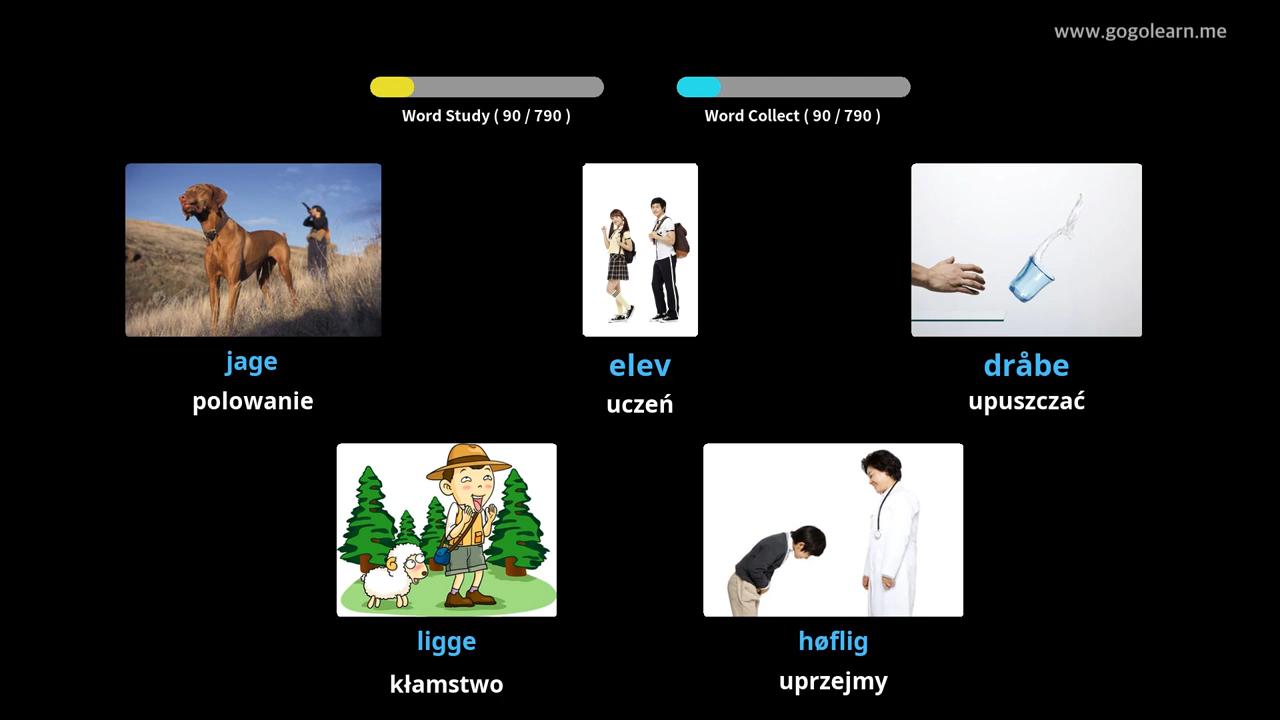 www.gogolearn.me
Word Study ( 90 / 790 )
Word Collect ( 90 / 790 )
jage
polowanie
elev
uczeń
dråbe
upuszczać
ligge
kłamstwo
høflig
uprzejmy